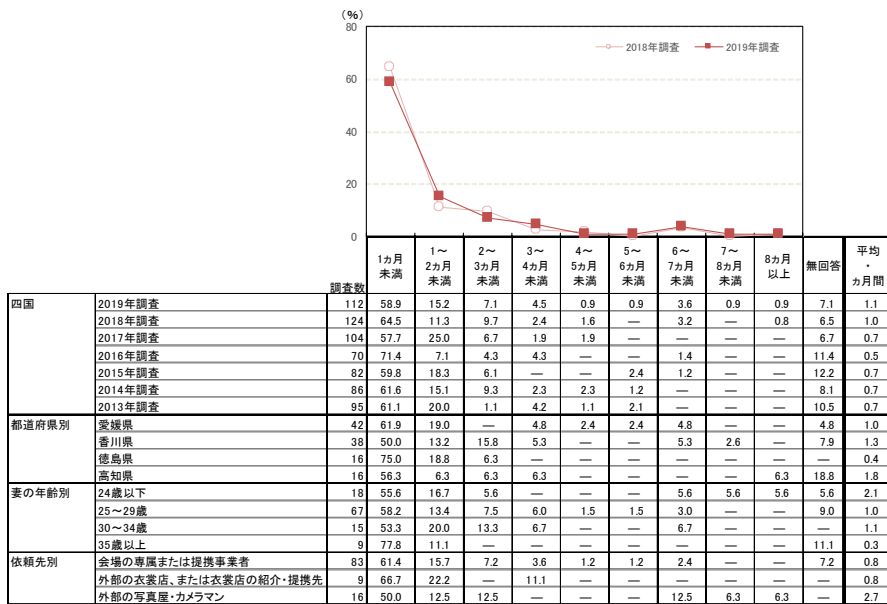 (%)
80
60
40
20
0
2018年調査 2019年調査
調査数 1ヵ月未満 1～2ヵ月未満 2～3ヵ月未満 3～4ヵ月未満 4～5ヵ月未満 5～6ヵ月未満 6～7ヵ月未満 7～8ヵ月未満 8ヵ月以上 無回答 平均・ヵ月間
四国 2019年調査 112 58.9 15.2 7.1 4.5 0.9 0.9 3.6 0.9 0.9 7.1 1.1
2018年調査 124 64.5 11.3 9.7 2.4 1.6 — 3.2 — 0.8 6.5 1.0
2017年調査 104 57.7 25.0 6.7 1.9 1.9 — — — — 6.7 0.7
2016年調査 70 71.4 7.1 4.3 4.3 — — 1.4 — — 11.4 0.5
2015年調査 82 59.8 18.3 6.1 — — 2.4 1.2 — — 12.2 0.7
2014年調査 86 61.6 15.1 9.3 2.3 2.3 1.2 — — — 8.1 0.7
2013年調査 95 61.1 20.0 1.1 4.2 1.1 2.1 — — — 10.5 0.7
都道府県別 愛媛県 42 61.9 19.0 — 4.8 2.4 2.4 4.8 — — 4.8 1.0
香川県 38 50.0 13.2 15.8 5.3 — — 5.3 2.6 — 7.9 1.3
徳島県 16 75.0 18.8 6.3 — — — — — — — 0.4
高知県 16 56.3 6.3 6.3 6.3 — — — — 6.3 18.8 1.8
妻の年齢別 24歳以下 18 55.6 16.7 5.6 — — — 5.6 5.6 5.6 5.6 2.1
25～29歳 67 58.2 13.4 7.5 6.0 1.5 1.5 3.0 — — 9.0 1.0
30～34歳 15 53.3 20.0 13.3 6.7 — — 6.7 — — — 1.1
35歳以上 9 77.8 11.1 — — — — — — — 11.1 0.3
依頼先別 会場の専属または提携事業者 83 61.4 15.7 7.2 3.6 1.2 1.2 2.4 — — 7.2 0.8
外部の衣裳店、または衣裳店の紹介・提携先 9 66.7 22.2 — 11.1 — — — — — — 0.8
外部の写真屋・カメラマン 16 50.0 12.5 12.5 — — — 12.5 6.3 6.3 — 2.7